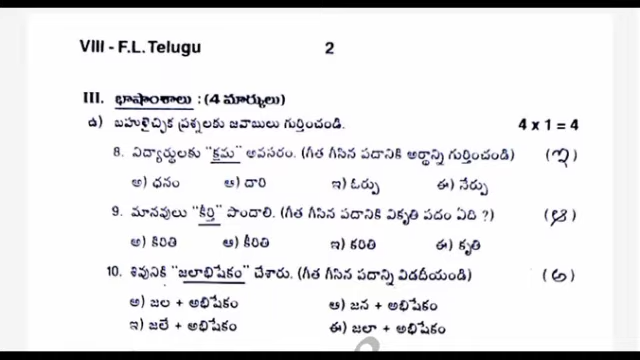 VIII - F.L. Telugu 2
III. భాషాంశాలు : (4 మార్కులు)
ఉ) బహుళైచ్ఛిక ప్రశ్నలకు జవాబులు గుర్తించండి. 4 x 1 = 4
8. విద్యార్థులకు "క్షమ" అవసరం. (గీత గీసిన పదానికి అర్థాన్ని గుర్తించండి) (ఇ)
అ) ధనం ఆ) దారి ఇ) ఓర్పు ఈ) నేర్పు
9. మానవులు "కీర్తి" పొందాలి. (గీత గీసిన పదానికి వికృతి పదం ఏది ?) (ఆ)
అ) కిరితి ఆ) కీరితి ఇ) కరితి ఈ) కృతి
10. శివునికి "జలాభిషేకం" చేశారు. (గీత గీసిన పదాన్ని విడదీయండి) (అ)
అ) జల + అభిషేకం ఆ) జన + అభిషేకం
ఇ) జలే + అభిషేకం ఈ) జలా + అభిషేకం